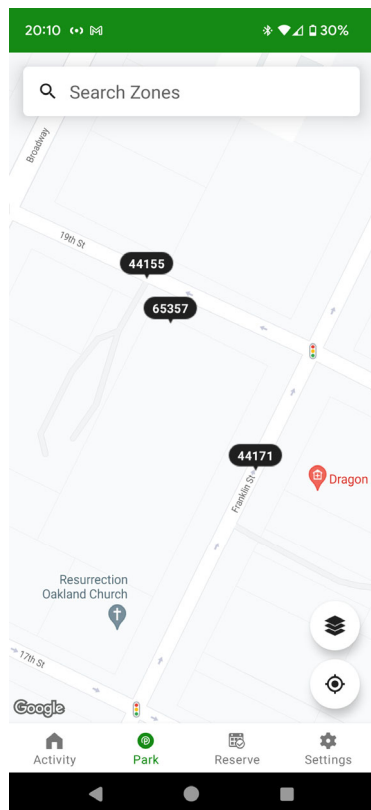 20:10
30%
Search Zones
Broadway
19th St
44155
65357
44171
Franklin St
Dragon
Resurrection
Oakland Church
17th St
Google
Activity
Park
Reserve
Settings